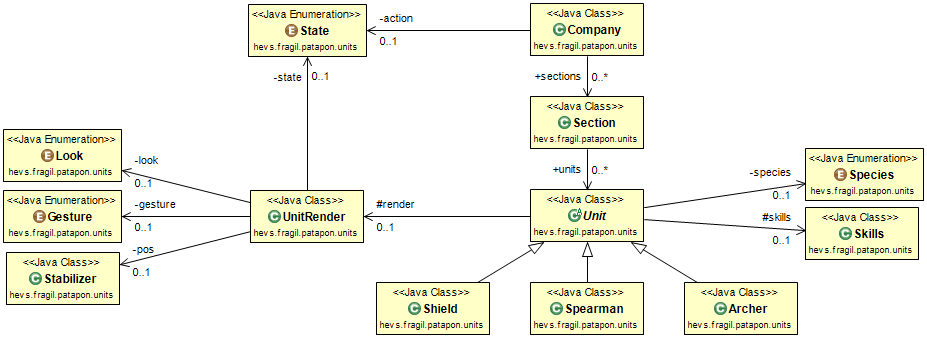 <<Java Enumeration>>
E State
hevs.fragil.patapon.units
-action
0..1
<<Java Class>>
C Company
hevs.fragil.patapon.units
-state
0..1
+sections
0..*
<<Java Class>>
C Section
hevs.fragil.patapon.units
+units
0..*
<<Java Enumeration>>
E Look
hevs.fragil.patapon.units
-look
0..1
<<Java Enumeration>>
E Gesture
hevs.fragil.patapon.units
-gesture
0..1
<<Java Class>>
C Stabilizer
hevs.fragil.patapon.units
-pos
0..1
<<Java Class>>
C UnitRender
hevs.fragil.patapon.units
#render
0..1
<<Java Class>>
C A Unit
hevs.fragil.patapon.units
-species
0..1
<<Java Enumeration>>
E Species
hevs.fragil.patapon.units
#skills
0..1
<<Java Class>>
C Skills
hevs.fragil.patapon.units
<<Java Class>>
C Shield
hevs.fragil.patapon.units
<<Java Class>>
C Spearman
hevs.fragil.patapon.units
<<Java Class>>
C Archer
hevs.fragil.patapon.units